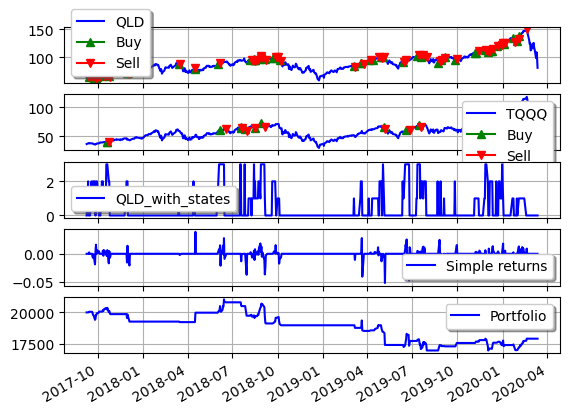 150
100
QLD
Buy
Sell
100
50
TQQQ
Buy
Sell
2
0
QLD_with_states
0.00
−0.05
Simple returns
20000
17500
Portfolio
2017-10
2018-01
2018-04
2018-07
2018-10
2019-01
2019-04
2019-07
2019-10
2020-01
2020-04